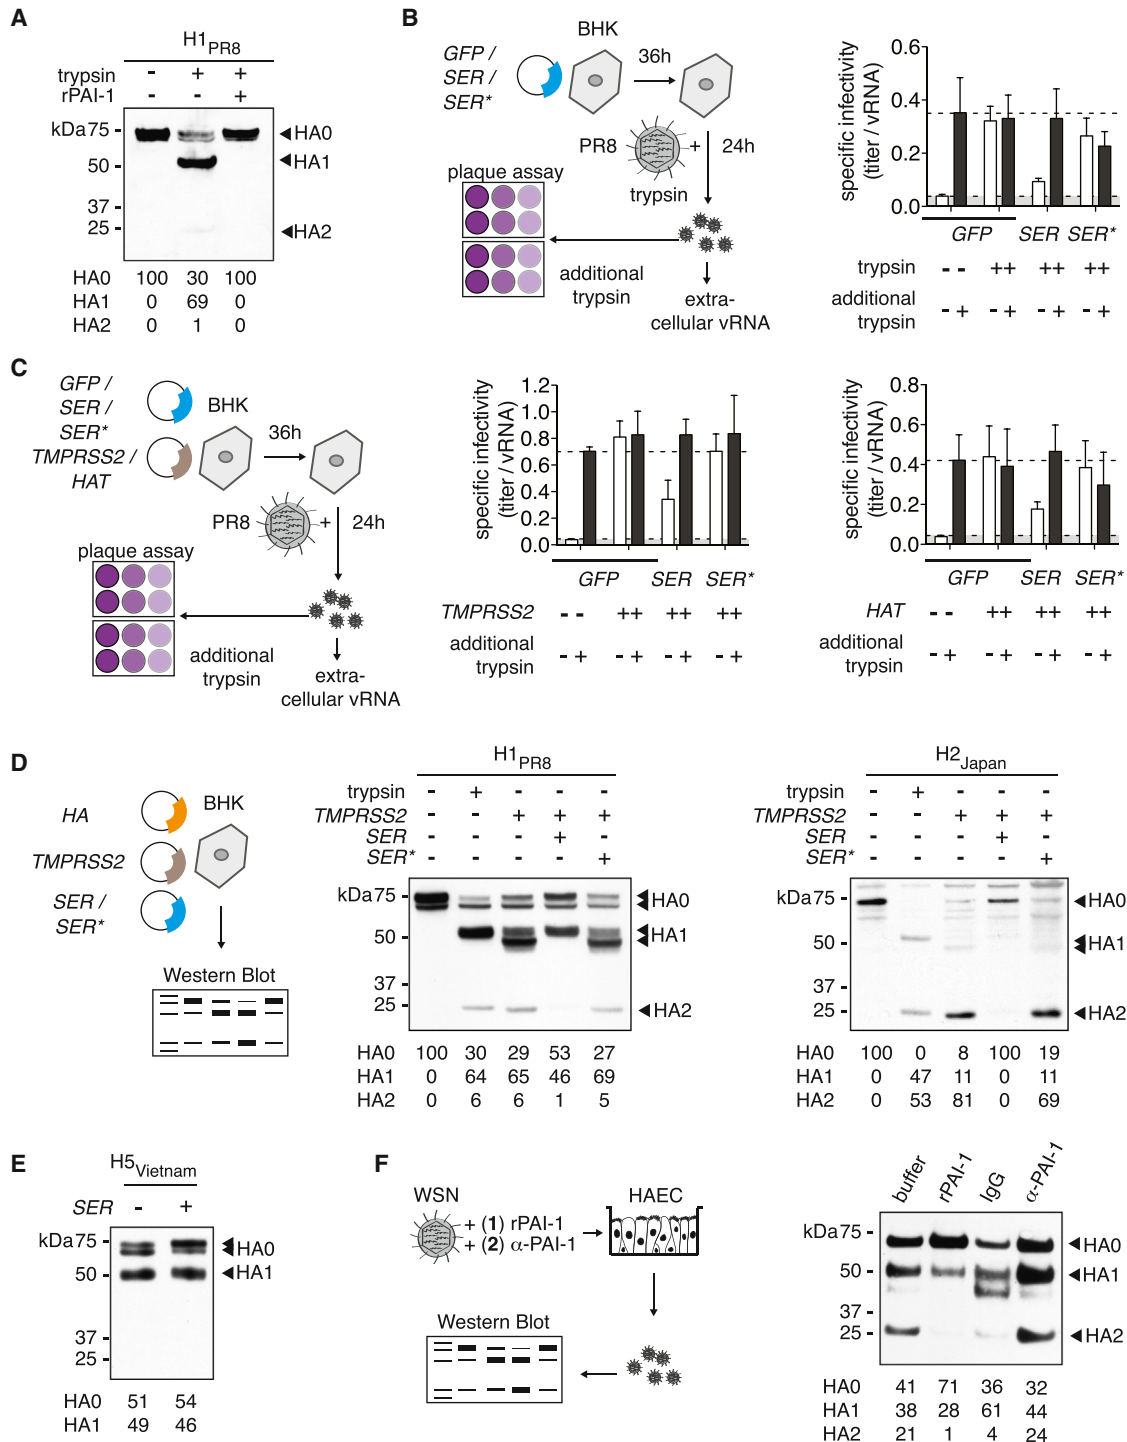 A
H1PR8
trypsin - + +
rPAI-1 - - +
kDa 75
50
37
25
HA0
HA1
HA2
HA0 100 30 100
HA1 0 69 0
HA2 0 1 0
B
GFP /
SER /
SER*
BHK
36h
PR8
+
24h
trypsin
plaque assay
additional
trypsin
extra-
cellular vRNA
specific infectivity
(titer / vRNA)
0.6
0.4
0.2
0.0
GFP SER SER*
trypsin - - + + + + + +
additional
trypsin
- + - + - + - +
C
GFP /
SER /
SER*
TMPRSS2 /
HAT
BHK
36h
PR8
+
24h
plaque assay
additional
trypsin
extra-
cellular vRNA
specific infectivity
(titer / vRNA)
1.2
1.0
0.8
0.6
0.4
0.2
0.0
GFP SER SER*
TMPRSS2 - - + + + + + +
additional
trypsin
- + - + - + - +
specific infectivity
(titer / vRNA)
0.8
0.6
0.4
0.2
0.0
GFP SER SER*
HAT - - + + + + + +
additional
trypsin
- + - + - + - +
D
HA
TMPRSS2
SER /
SER*
BHK
Western Blot
H1PR8
trypsin - + - - -
TMPRSS2 - - + + +
SER - - - + -
SER* - - - - +
kDa 75
50
37
25
HA0
HA1
HA2
HA0 100 30 29 53 27
HA1 0 64 65 46 69
HA2 0 6 6 1 5
H2Japan
trypsin - + - - -
TMPRSS2 - - + + +
SER - - - + -
SER* - - - - +
kDa 75
50
37
25
HA0
HA1
HA2
HA0 100 0 8 100 19
HA1 0 47 11 0 11
HA2 0 53 81 0 69
E
H5Vietnam
SER - +
kDa 75
50
37
25
HA0
HA1
HA0 51 54
HA1 49 46
F
WSN
+ (1) rPAI-1
+ (2) α-PAI-1
HAEC
Western Blot
buffer rPAI-1 IgG α-PAI-1
kDa 75
50
37
25
HA0
HA1
HA2
HA0 41 71 36 32
HA1 38 28 61 44
HA2 21 1 4 24